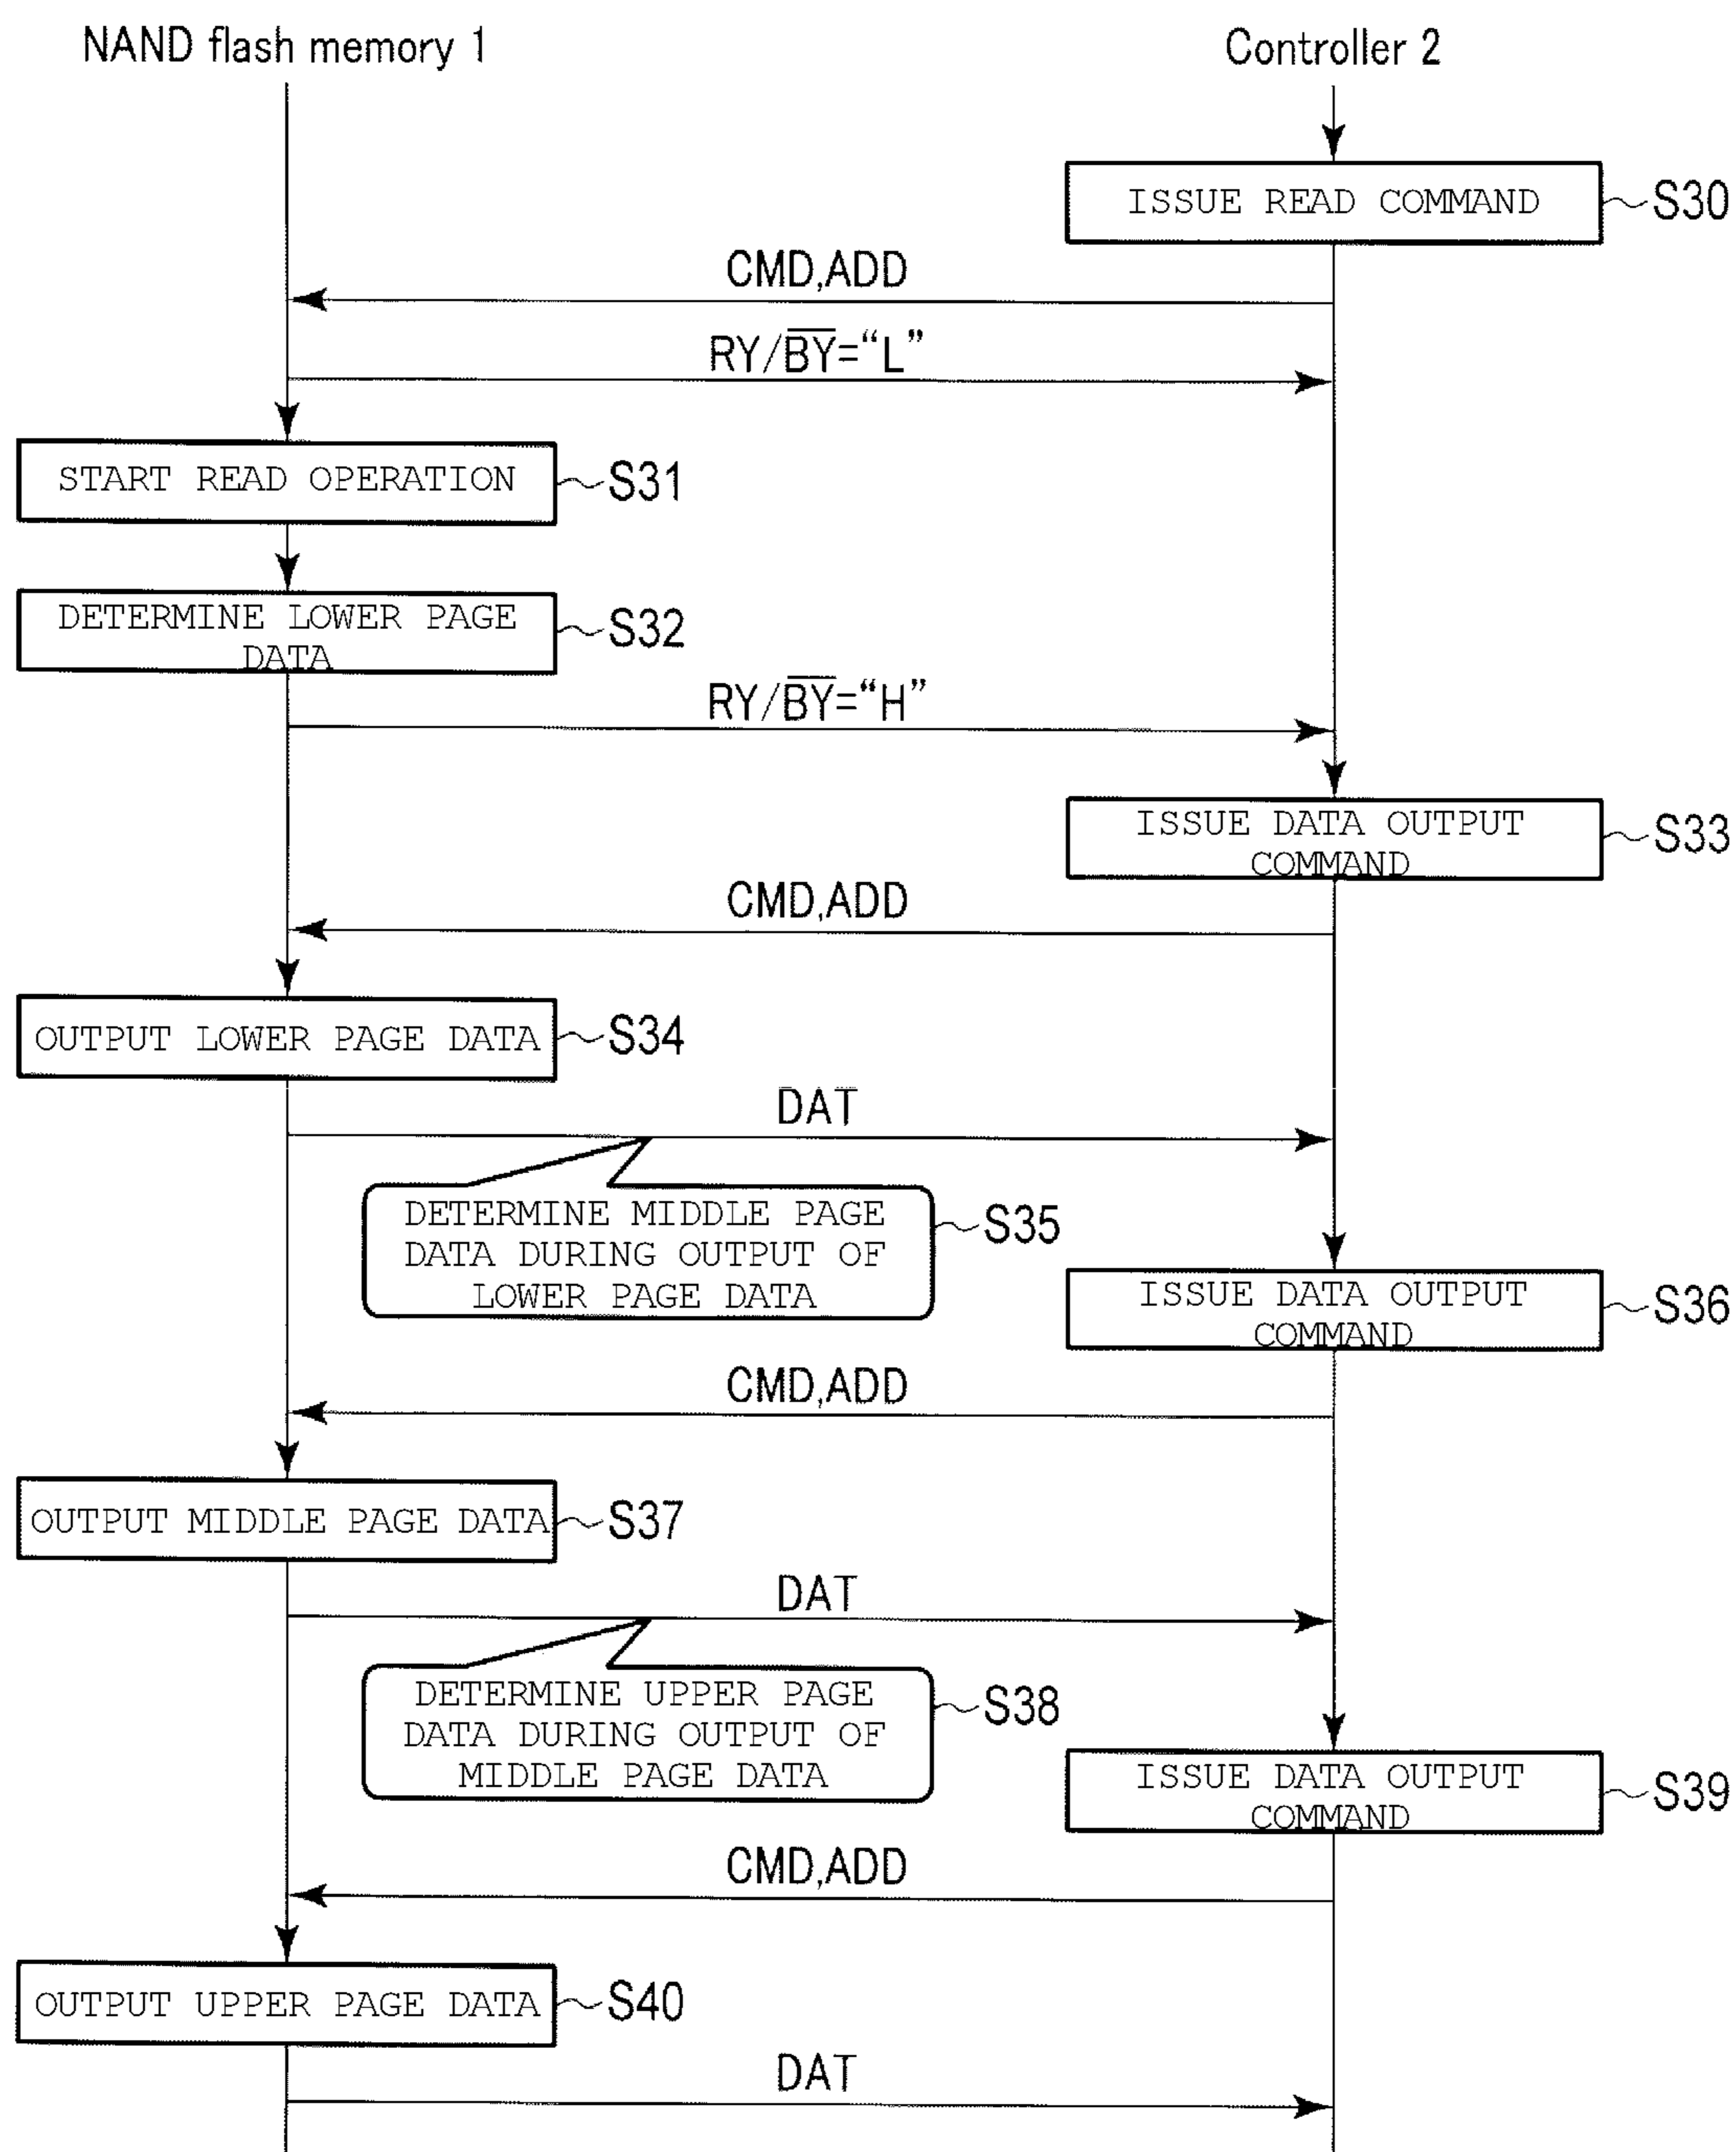 NAND flash memory 1
Controller 2
ISSUE READ COMMAND
S30
CMD,ADD
RY/B̅Y̅="L"
START READ OPERATION
S31
DETERMINE LOWER PAGE
DATA
S32
RY/B̅Y̅="H"
ISSUE DATA OUTPUT
COMMAND
S33
CMD,ADD
OUTPUT LOWER PAGE DATA
S34
DAT
DETERMINE MIDDLE PAGE
DATA DURING OUTPUT OF
LOWER PAGE DATA
S35
ISSUE DATA OUTPUT
COMMAND
S36
CMD,ADD
OUTPUT MIDDLE PAGE DATA
S37
DAT
DETERMINE UPPER PAGE
DATA DURING OUTPUT OF
MIDDLE PAGE DATA
S38
ISSUE DATA OUTPUT
COMMAND
S39
CMD,ADD
OUTPUT UPPER PAGE DATA
S40
DAT